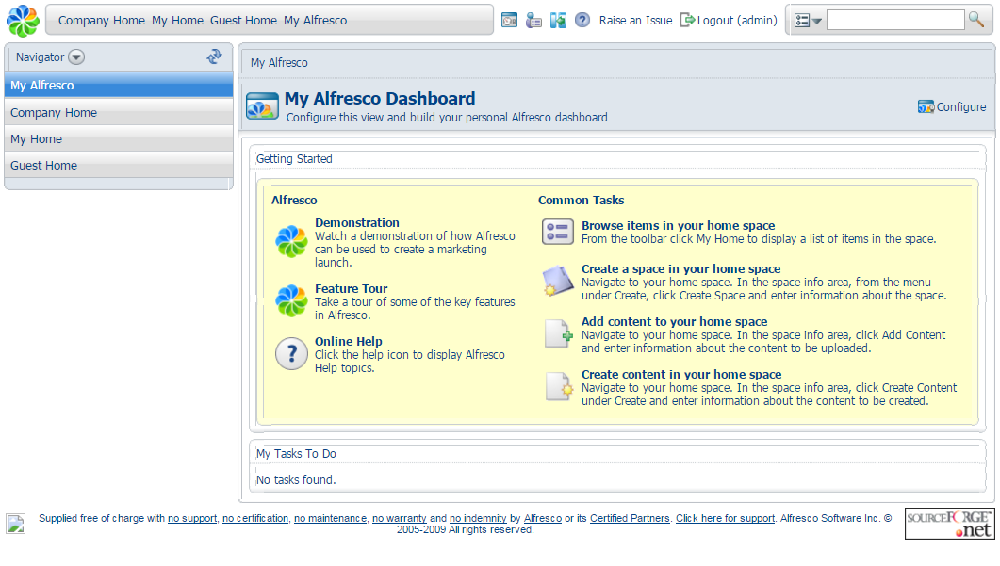 Company Home My Home Guest Home My Alfresco
Raise an Issue Logout (admin)
Navigator
My Alfresco
Company Home
My Home
Guest Home
My Alfresco
My Alfresco Dashboard
Configure this view and build your personal Alfresco dashboard
Configure
Getting Started
Alfresco
Demonstration
Watch a demonstration of how Alfresco
can be used to create a marketing
launch.
Feature Tour
Take a tour of some of the key features
in Alfresco.
Online Help
Click the help icon to display Alfresco
Help topics.
Common Tasks
Browse items in your home space
From the toolbar click My Home to display a list of items in the space.
Create a space in your home space
Navigate to your home space. In the space info area, from the menu
under Create, click Create Space and enter information about the space.
Add content to your home space
Navigate to your home space. In the space info area, click Add Content
and enter information about the content to be uploaded.
Create content in your home space
Navigate to your home space. In the space info area, click Create Content
under Create and enter information about the content to be created.
My Tasks To Do
No tasks found.
Supplied free of charge with no support, no certification, no maintenance, no warranty and no indemnity by Alfresco or its Certified Partners. Click here for support. Alfresco Software Inc. ©
2005-2009 All rights reserved.
SOURCEFORGE
.net